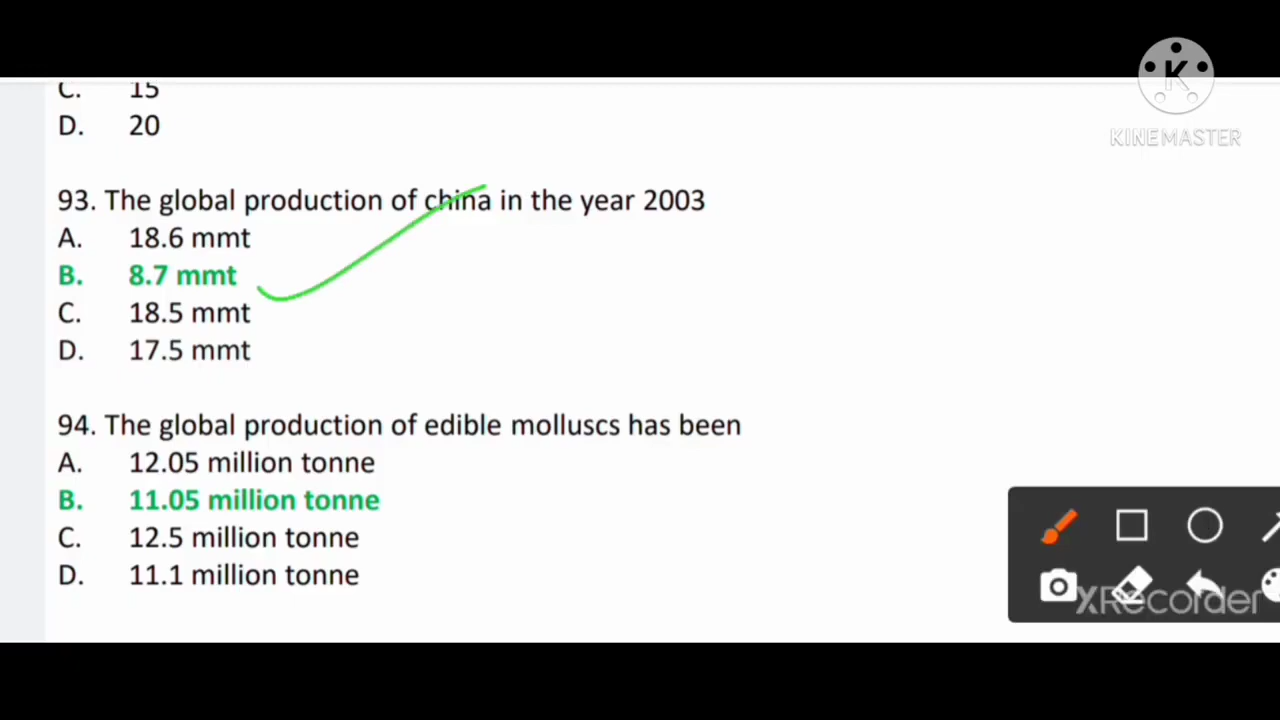 C. 15
D. 20
93. The global production of china in the year 2003
A. 18.6 mmt
B. 8.7 mmt
C. 18.5 mmt
D. 17.5 mmt
94. The global production of edible molluscs has been
A. 12.05 million tonne
B. 11.05 million tonne
C. 12.5 million tonne
D. 11.1 million tonne
K
KINEMASTER
XRecorder